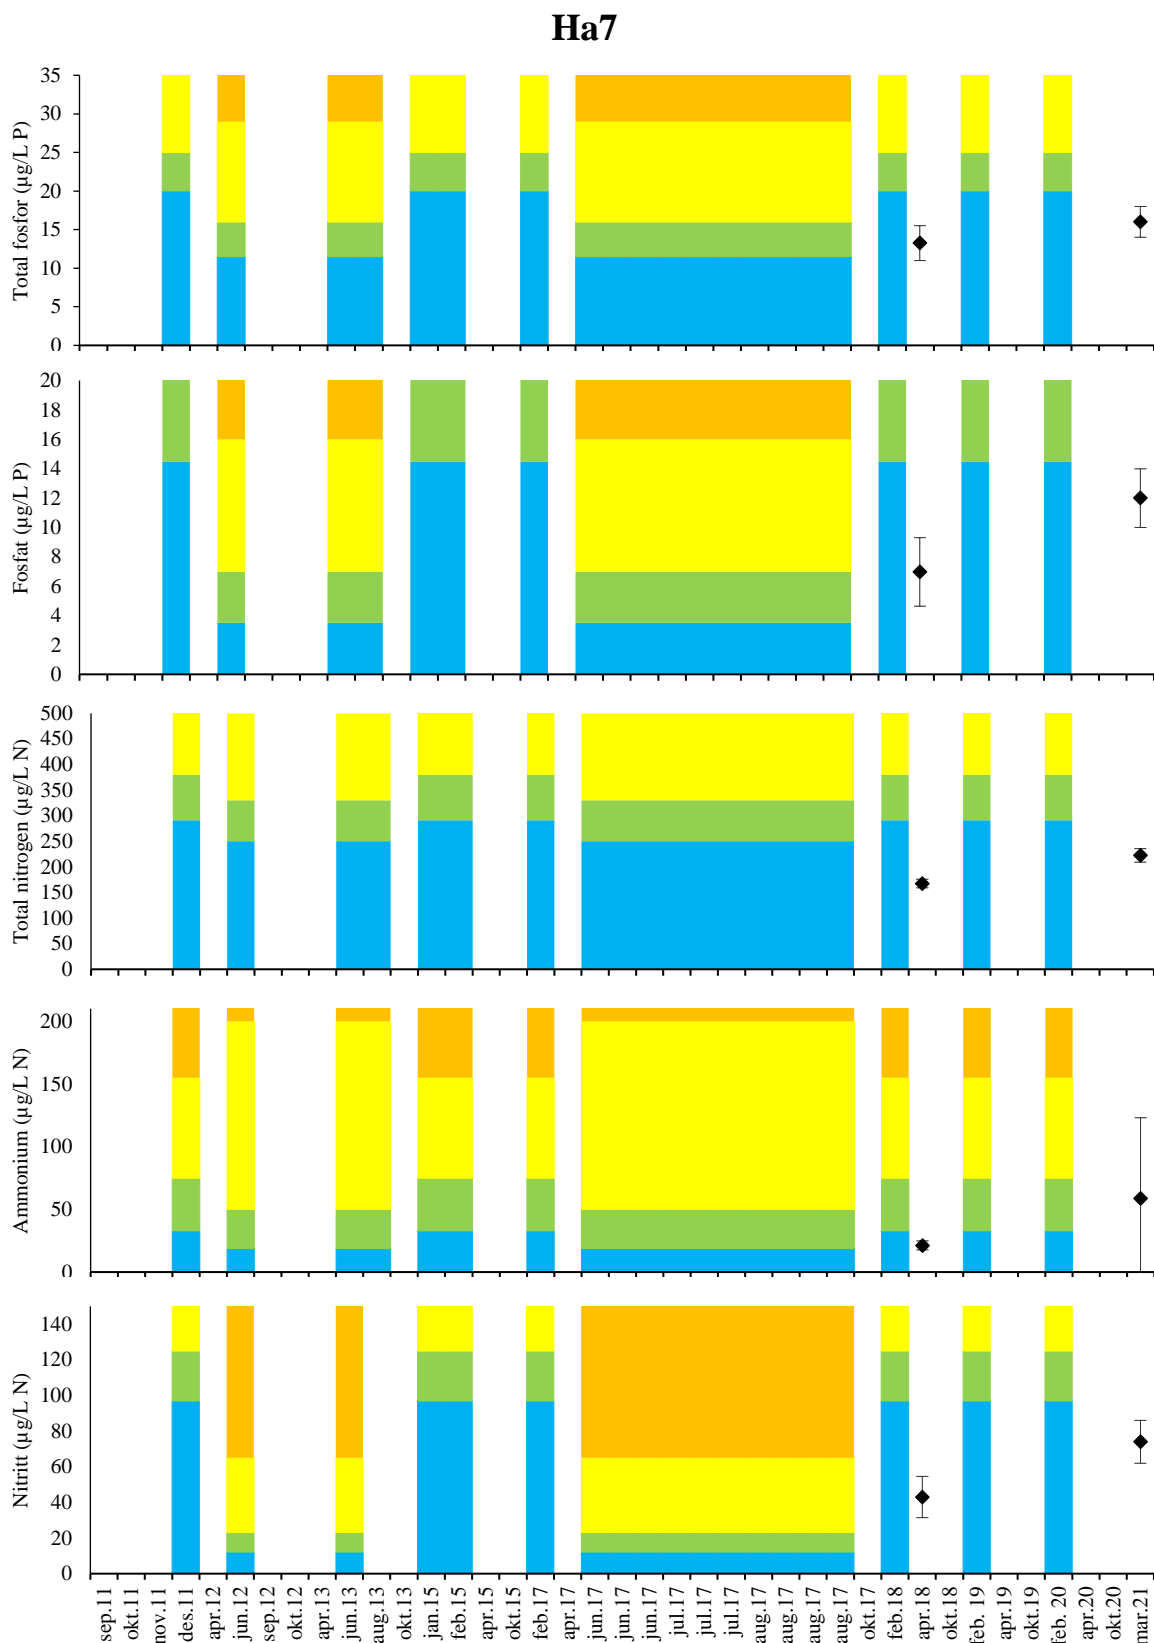 Ha7
Total fosfor (µg/L P)
35
30
25
20
15
10
5
0
Fosfat (µg/L P)
20
18
16
14
12
10
8
6
4
2
0
Total nitrogen (µg/L N)
500
450
400
350
300
250
200
150
100
50
0
Ammonium (µg/L N)
200
150
100
50
0
Nitritt (µg/L N)
140
120
100
80
60
40
20
0
sep.11
okt.11
nov.11
des.11
apr.12
jun.12
sep.12
okt.12
apr.13
jun.13
aug.13
okt.13
jan.15
feb.15
apr.15
okt.15
feb.17
apr.17
jun.17
jun.17
jun.17
jul.17
jul.17
jul.17
aug.17
aug.17
aug.17
aug.17
okt.17
feb.18
apr.18
okt.18
feb. 19
apr.19
okt.19
feb. 20
apr.20
okt.20
mar.21